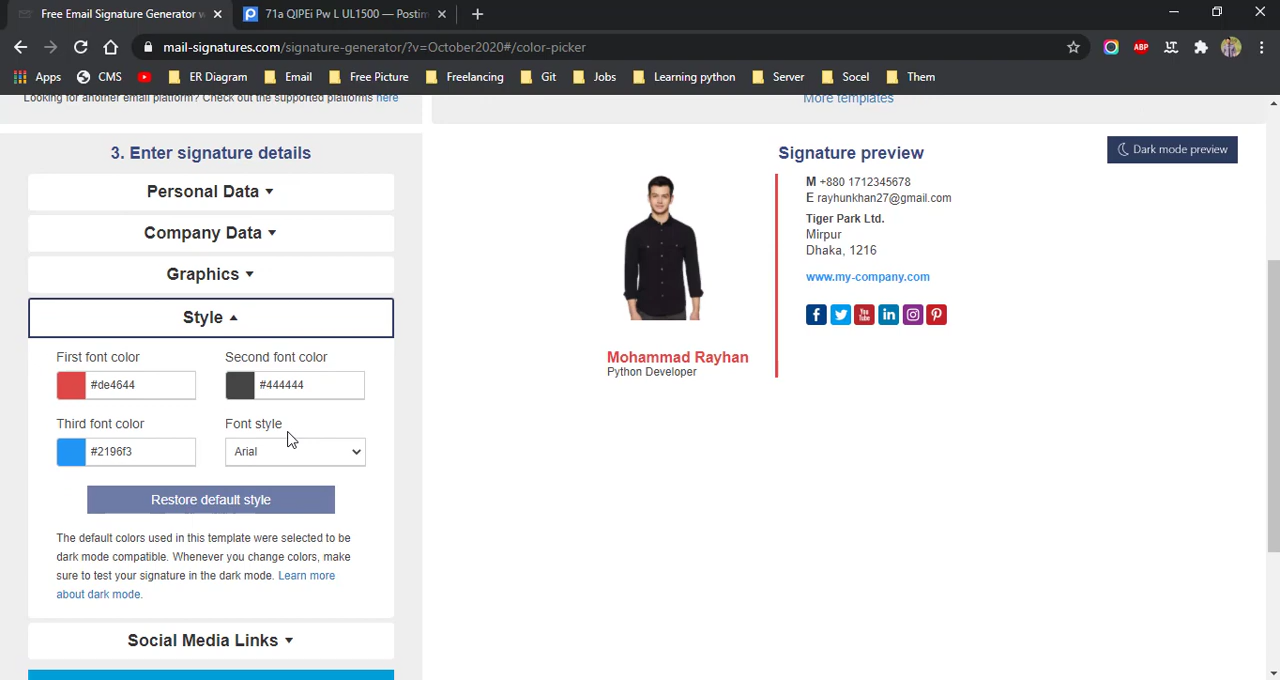 Free Email Signature Generator
71a QIPEi Pw L UL1500 — Postim
mail-signatures.com/signature-generator/?v=October2020#/color-picker
ABP
Apps
CMS
ER Diagram
Email
Free Picture
Freelancing
Git
Jobs
Learning python
Server
Socel
Them
Looking for another email platform? Check out the supported platforms here
More templates
3. Enter signature details
Personal Data
Company Data
Graphics
Style
First font color
Second font color
#de4644
#444444
Third font color
Font style
#2196f3
Arial
Restore default style
The default colors used in this template were selected to be
dark mode compatible. Whenever you change colors, make
sure to test your signature in the dark mode. Learn more
about dark mode.
Social Media Links
Signature preview
Dark mode preview
M +880 1712345678
E rayhunkhan27@gmail.com
Tiger Park Ltd.
Mirpur
Dhaka, 1216
www.my-company.com
You Tube
Mohammad Rayhan
Python Developer